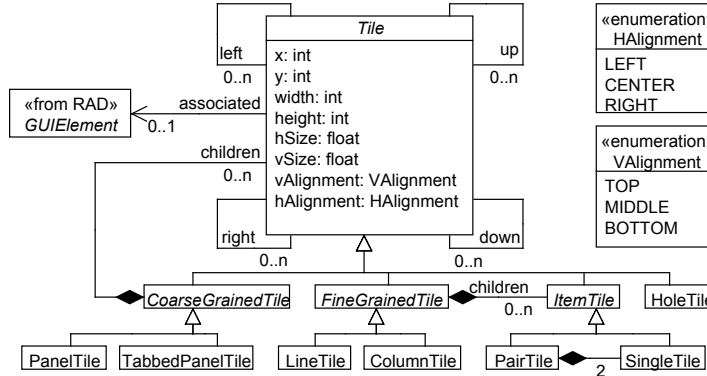 Tile
left
0..n
up
0..n
x: int
y: int
width: int
height: int
hSize: float
vSize: float
vAlignment: VAlignment
hAlignment: HAlignment
«enumeration:
HAlignment
LEFT
CENTER
RIGHT
«from RAD»
GUIElement
associated
0..1
children
0..n
«enumeration:
VAlignment
TOP
MIDDLE
BOTTOM
right
0..n
down
0..n
CoarseGrainedTile
FineGrainedTile
children
0..n
ItemTile
HoleTile
PanelTile
TabbedPanelTile
LineTile
ColumnTile
PairTile
2
SingleTile